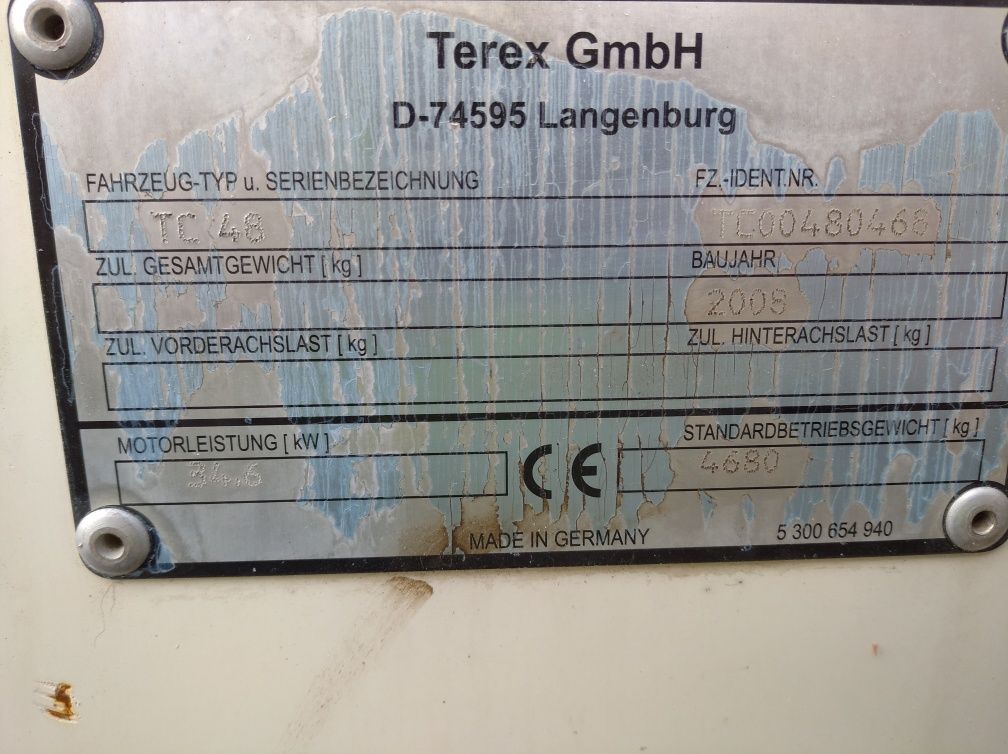 Terex GmbH
D-74595 Langenburg
FAHRZEUG-TYP u. SERIENBEZEICHNUNG FZ.-IDENT.NR.
TC 48 TC00480468
ZUL. GESAMTGEWICHT [ kg ] BAUJAHR
2008
ZUL. VORDERACHSLAST [ kg ] ZUL. HINTERACHSLAST [ kg ]
MOTORLEISTUNG [ kW ] STANDARDBETRIEBSGEWICHT [ kg ]
34.6 CE 4680
MADE IN GERMANY 5 300 654 940